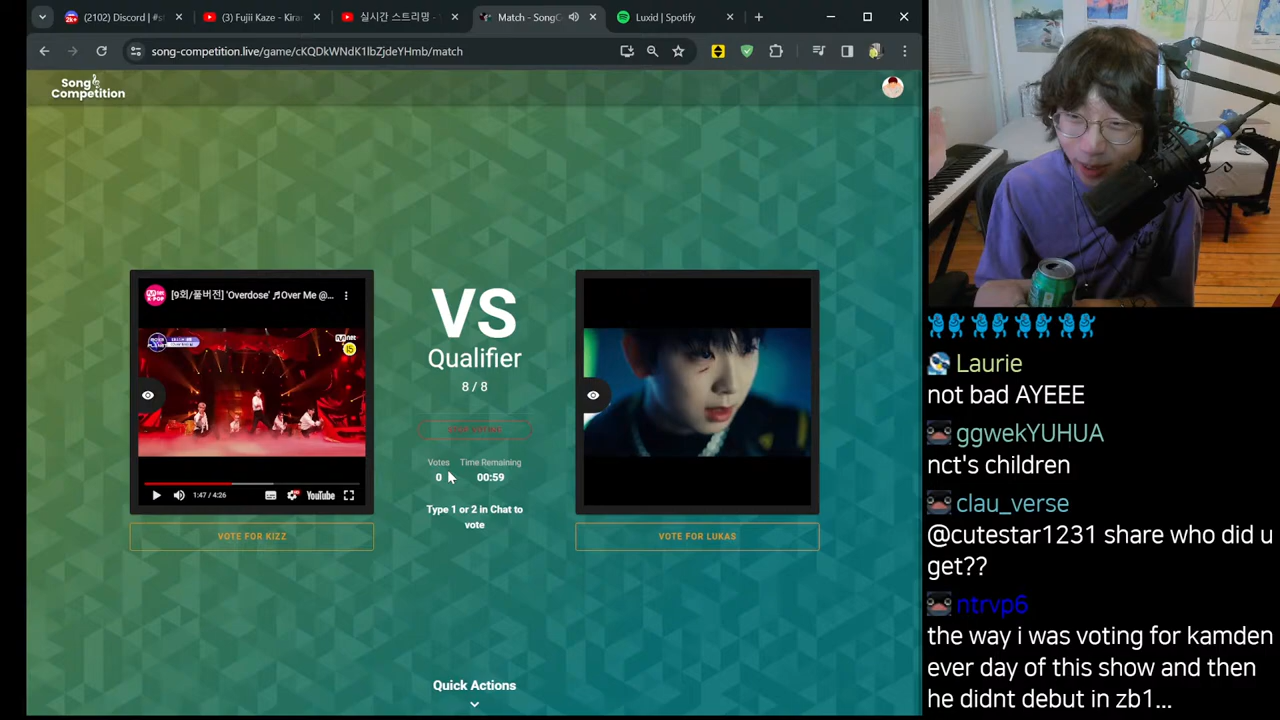 (2102) Discord | #s
(3) Fujii Kaze - Kira
실시간 스트리밍 -
Match - SongC
Luxid | Spotify
song-competition.live/game/cKQDkWNdK1lbZjdeYHmb/match
Song
Competition
[9회/풀버전] 'Overdose' ♬Over Me @...
VS
Qualifier
8 / 8
Votes Time Remaining
0 00:59
Type 1 or 2 in Chat to
vote
1:47 / 4:26
YouTube
VOTE FOR KIZZ
VOTE FOR LUKAS
Quick Actions
Laurie
not bad AYEEE
ggwekYUHUA
nct's children
clau_verse
@cutestar1231 share who did u
get??
ntrvp6
the way i was voting for kamden
ever day of this show and then
he didnt debut in zb1...